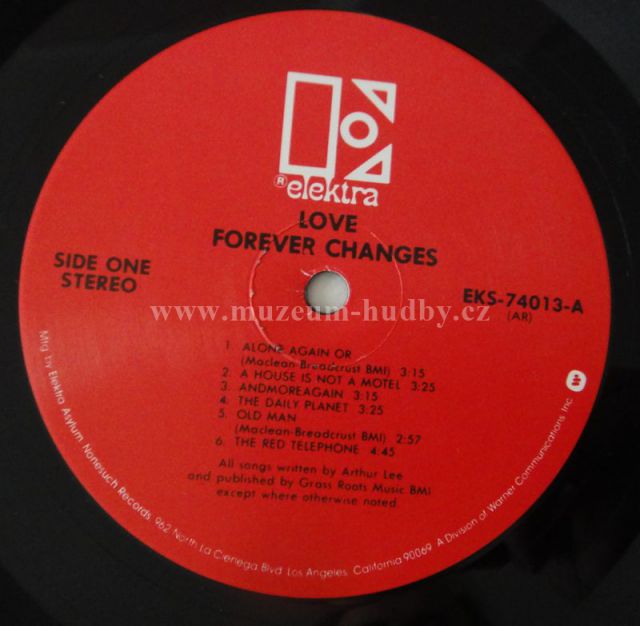 ® elektra
LOVE
FOREVER CHANGES
SIDE ONE
STEREO
EKS-74013-A
(AR)
www.muzeum-hudby.cz
1. ALONE AGAIN OR
(Maclean-Breadcrust BMI) 3:15
2. A HOUSE IS NOT A MOTEL 3:25
3. ANDMOREAGAIN 3:15
4. THE DAILY PLANET 3:25
5. OLD MAN
(Maclean-Breadcrust BMI) 2:57
6. THE RED TELEPHONE 4:45
All songs written by Arthur Lee
and published by Grass Roots Music BMI
except where otherwise noted
Mfg by Elektra Asylum Nonesuch Records 962 North La Cienega Blvd Los Angeles California 90069 A Division of Warner Communications Inc